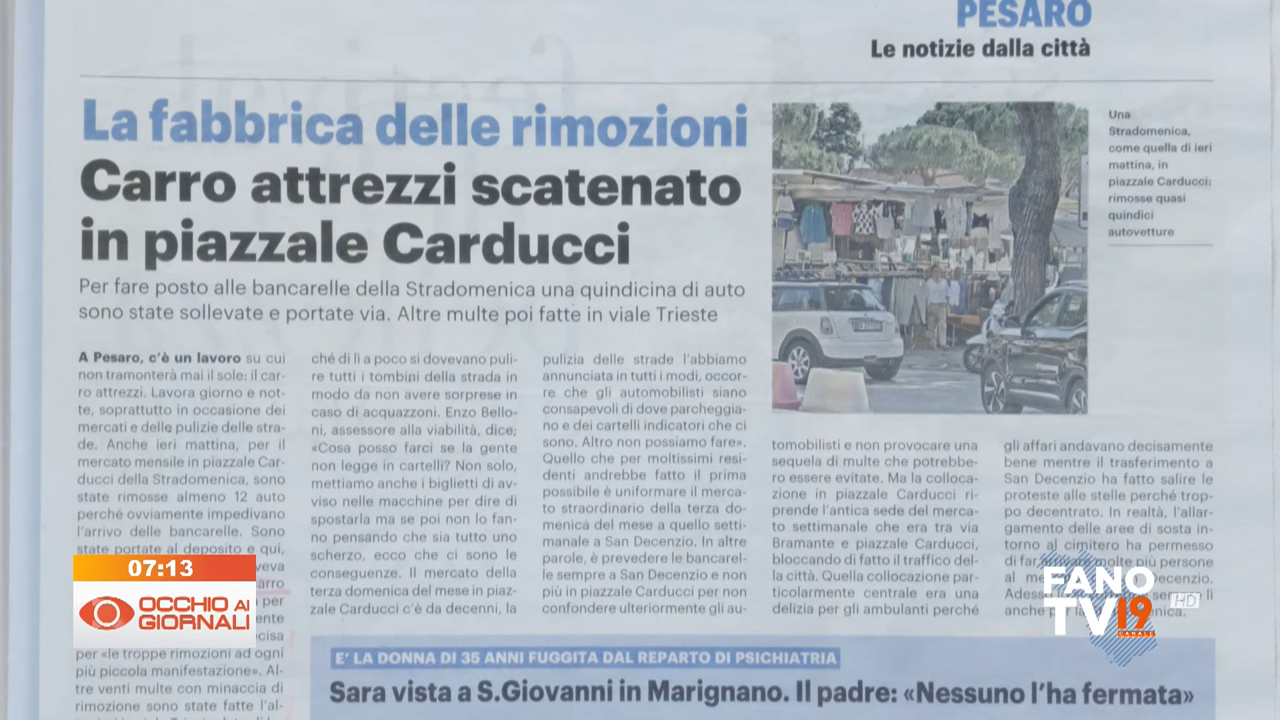 PESARO
Le notizie dalla città
La fabbrica delle rimozioni
Carro attrezzi scatenato
in piazzale Carducci
Per fare posto alle bancarelle della Stradomenica una quindicina di auto
sono state sollevate e portate via. Altre multe poi fatte in viale Trieste
Una
Stradomenica,
come quella di ieri
mattina, in
piazzale Carducci:
rimosse quasi
quindici
autovetture
A Pesaro, c'è un lavoro su cui
non tramonterà mai il sole: il car-
ro attrezzi. Lavora giorno e not-
te, soprattutto in occasione dei
mercati e delle pulizie delle stra-
de. Anche ieri mattina, per il
mercato mensile in piazzale Car-
ducci della Stradomenica, sono
state rimosse almeno 12 auto
perché ovviamente impedivano
l'arrivo delle bancarelle. Sono
state portate al deposito e qui,
veva
carro
per
ente
ecisa
per «le troppe rimozioni ad ogni
più piccola manifestazione». Al-
tre venti multe con minaccia di
rimozione sono state fatte l'al-
ché di lì a poco si dovevano puli-
re tutti i tombini della strada in
modo da non avere sorprese in
caso di acquazzoni. Enzo Bello-
ni, assessore alla viabilità, dice;
«Cosa posso farci se la gente
non legge in cartelli? Non solo,
mettiamo anche i biglietti di av-
viso nelle macchine per dire di
spostarla ma se poi non lo fan-
no pensando che sia tutto uno
scherzo, ecco che ci sono le
conseguenze. Il mercato della
terza domenica del mese in piaz-
zale Carducci c'è da decenni, la
pulizia delle strade l'abbiamo
annunciata in tutti i modi, occor-
re che gli automobilisti siano
consapevoli di dove parcheggia-
no e dei cartelli indicatori che ci
sono. Altro non possiamo fare».
Quello che per moltissimi resi-
denti andrebbe fatto il prima
possibile è uniformare il merca-
to straordinario della terza do-
menica del mese a quello setti-
manale a San Decenzio. In altre
parole, è prevedere le bancarel-
le sempre a San Decenzio e non
più in piazzale Carducci per non
confondere ulteriormente gli au-
tomobilisti e non provocare una
sequela di multe che potrebbe-
ro essere evitate. Ma la colloca-
zione in piazzale Carducci ri-
prende l'antica sede del merca-
to settimanale che era tra via
Bramante e piazzale Carducci,
bloccando di fatto il traffico del-
la città. Quella collocazione par-
ticolarmente centrale era una
delizia per gli ambulanti perché
gli affari andavano decisamente
bene mentre il trasferimento a
San Decenzio ha fatto salire le
proteste alle stelle perché trop-
po decentrato. In realtà, l'allar-
gamento delle aree di sosta in-
torno al cimitero ha permesso
di far molte più persone
al me ecenzio.
Adess lì
anche per la
07:13
OCCHIO AI
GIORNALI
FANO
TV19 HD
CANALE
E' LA DONNA DI 35 ANNI FUGGITA DAL REPARTO DI PSICHIATRIA
Sara vista a S.Giovanni in Marignano. Il padre: «Nessuno l'ha fermata»